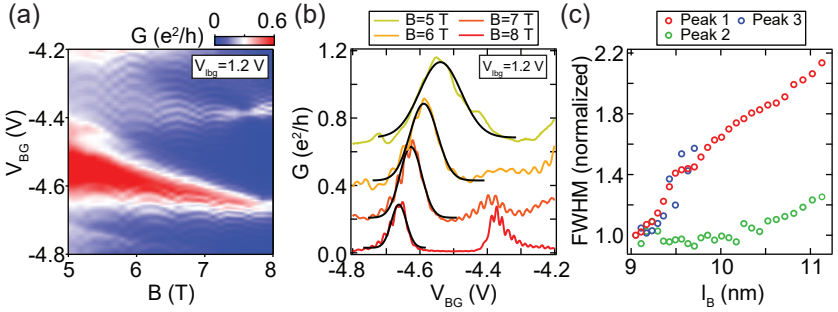 (a)
G (e²/h)
0
0.6
V_lbg=1.2 V
-4.2
-4.4
-4.6
-4.8
V_BG (V)
5
6
7
8
B (T)
(b)
B=5 T
B=7 T
B=6 T
B=8 T
V_lbg=1.2 V
1.2
0.8
0.4
0.0
G (e²/h)
-4.8
-4.6
-4.4
-4.2
V_BG (V)
(c)
Peak 1
Peak 3
Peak 2
2.2
1.8
1.4
1.0
FWHM (normalized)
9
10
11
l_B (nm)